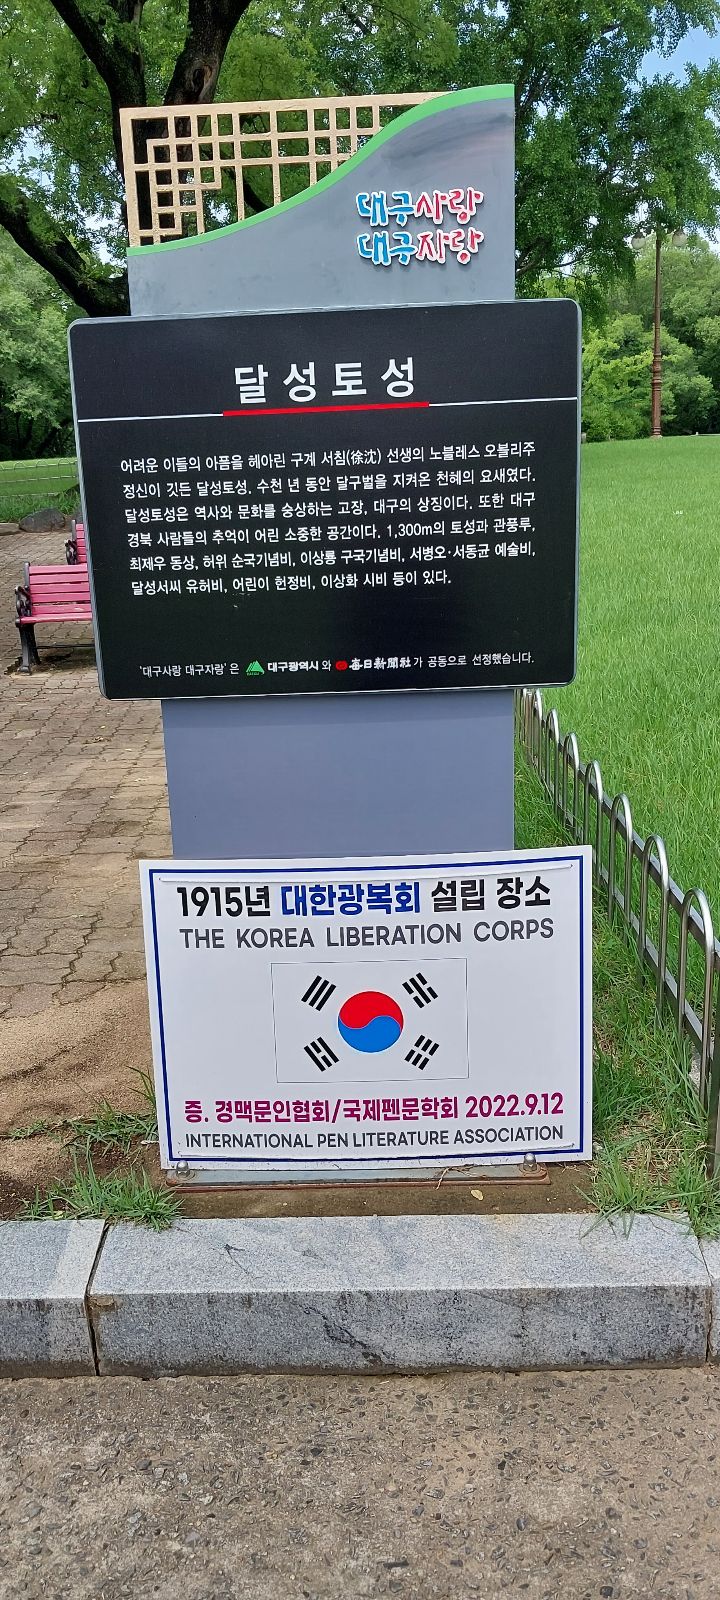 대구사랑
대구자랑
달성토성
어려운 이들의 아픔을 헤아린 구계 서침(徐沈) 선생의 노블레스 오블리주
정신이 깃든 달성토성. 수천 년 동안 달구벌을 지켜온 천혜의 요새였다.
달성토성은 역사와 문화를 숭상하는 고장, 대구의 상징이다. 또한 대구
경북 사람들의 추억이 어린 소중한 공간이다. 1,300m의 토성과 관풍루,
최제우 동상, 허위 순국기념비, 이상룡 구국기념비, 서병오·서동균 예술비,
달성서씨 유허비, 어린이 헌정비, 이상화 시비 등이 있다.
'대구사랑 대구자랑'은 대구광역시 와 每日新聞社 가 공동으로 선정했습니다.
1915년 대한광복회 설립 장소
THE KOREA LIBERATION CORPS
증. 경맥문인협회/국제펜문학회 2022.9.12
INTERNATIONAL PEN LITERATURE ASSOCIATION